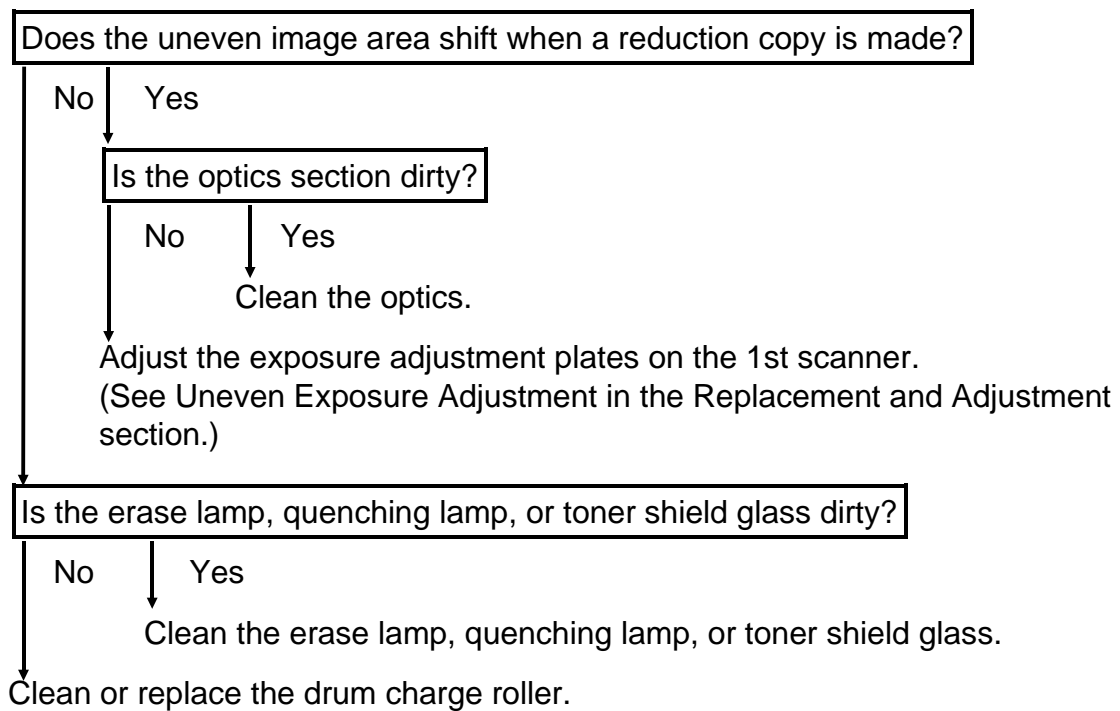 Does the uneven image area shift when a reduction copy is made?
No Yes
Is the optics section dirty?
No Yes
Clean the optics.
Adjust the exposure adjustment plates on the 1st scanner.
(See Uneven Exposure Adjustment in the Replacement and Adjustment
section.)
Is the erase lamp, quenching lamp, or toner shield glass dirty?
No Yes
Clean the erase lamp, quenching lamp, or toner shield glass.
Clean or replace the drum charge roller.